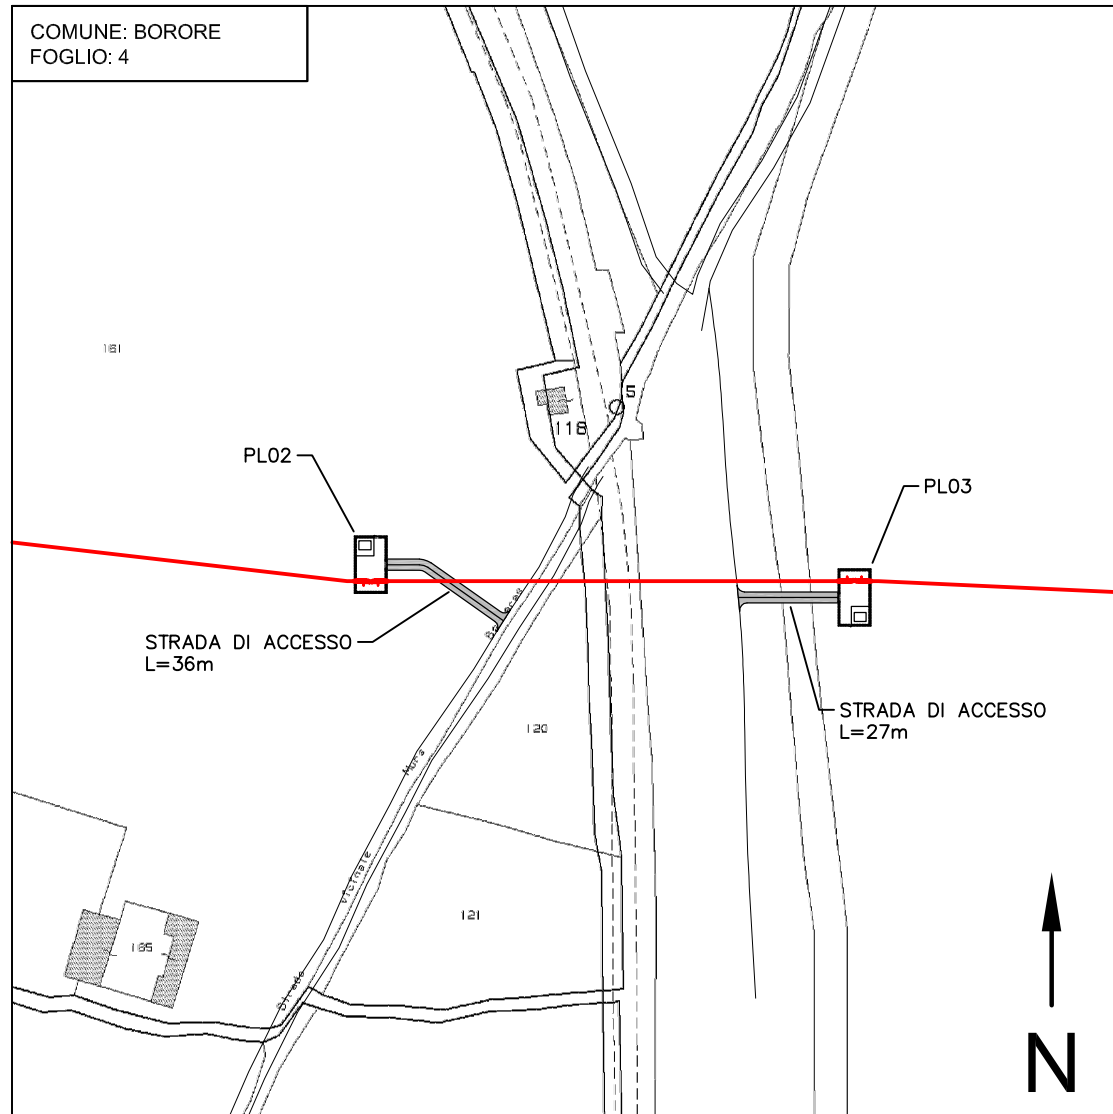 COMUNE: BORORE
FOGLIO: 4
161
5
118
PL02
PL03
STRADA DI ACCESSO
L=36m
STRADA DI ACCESSO
L=27m
120
Mura
vicinale
121
165
Strada
N